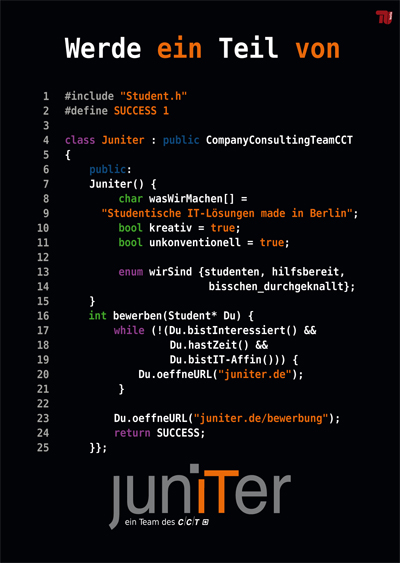 Werde ein Teil von
1 #include "Student.h"
2 #define SUCCESS 1
3
4 class Juniter : public CompanyConsultingTeamCCT
5 {
6 public:
7 Juniter() {
8 char wasWirMachen[] =
9 "Studentische IT-Lösungen made in Berlin";
10 bool kreativ = true;
11 bool unkonventionell = true;
12
13 enum wirSind {studenten, hilfsbereit,
14 bisschen_durchgeknallt};
15 }
16 int bewerben(Student* Du) {
17 while (!(Du.bistInteressiert() &&
18 Du.hastZeit() &&
19 Du.bistIT-Affin())) {
20 Du.oeffneURL("juniter.de");
21 }
22
23 Du.oeffneURL("juniter.de/bewerbung");
24 return SUCCESS;
25 }};
juniTer
ein Team des C/C/T